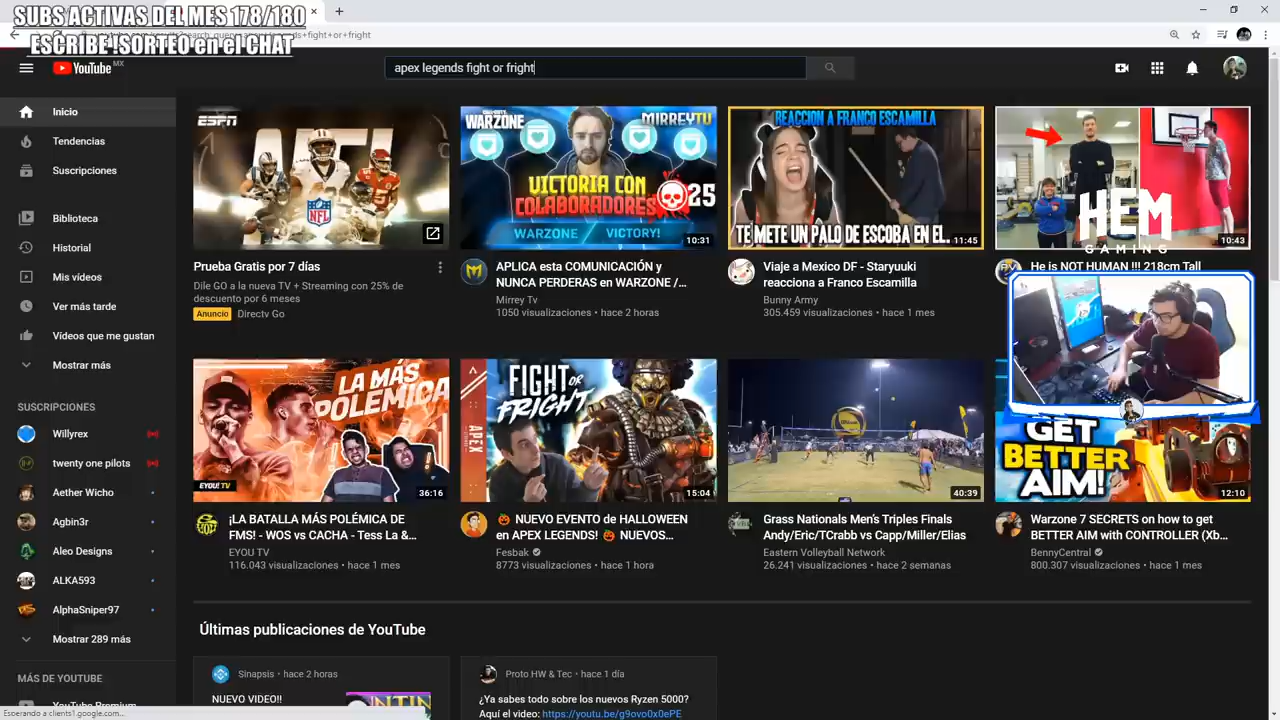 SUBS ACTIVAS DEL MES 178/180
ESCRIBE !SORTEO en el CHAT
fight+or+fright
YouTube MX
apex legends fight or fright
Inicio
Tendencias
Suscripciones
Biblioteca
Historial
Mis vídeos
Ver más tarde
Vídeos que me gustan
Mostrar más
SUSCRIPCIONES
Willyrex
twenty one pilots
Aether Wicho
Agbin3r
Aleo Designs
ALKA593
AlphaSniper97
Mostrar 289 más
MÁS DE YOUTUBE
YouTube Premium
Esperando a clients1.google.com...
ESPN
NFL
Prueba Gratis por 7 días
Dile GO a la nueva TV + Streaming con 25% de
descuento por 6 meses
Anuncio Directv Go
WARZONE
MIRREYTV
VICTORIA CON
COLABORADORES
25
WARZONE / VICTORY!
10:31
APLICA esta COMUNICACIÓN y
NUNCA PERDERAS en WARZONE /...
Mirrey Tv
1050 visualizaciones • hace 2 horas
REACCION A FRANCO ESCAMILLA
TE METE UN PALO DE ESCOBA EN EL..
11:45
Viaje a Mexico DF - Staryuuki
reacciona a Franco Escamilla
Bunny Army
305.459 visualizaciones • hace 1 mes
HEM
GAMING
10:43
He is NOT HUMAN !!! 218cm Tall
LA MÁS
POLÉMICA
EYOU! TV
36:16
¡LA BATALLA MÁS POLÉMICA DE
FMS! - WOS vs CACHA - Tess La &...
EYOU TV
116.043 visualizaciones • hace 1 mes
APEX
FIGHT OR
FRIGHT
15:04
🎃 NUEVO EVENTO de HALLOWEEN
en APEX LEGENDS! 🎃 NUEVOS...
Fesbak
8773 visualizaciones • hace 1 hora
40:39
Grass Nationals Men's Triples Finals
Andy/Eric/TCrabb vs Capp/Miller/Elias
Eastern Volleyball Network
26.241 visualizaciones • hace 2 semanas
GET
BETTER
AIM!
12:10
Warzone 7 SECRETS on how to get
BETTER AIM with CONTROLLER (Xb...
BennyCentral
800.307 visualizaciones • hace 1 mes
Últimas publicaciones de YouTube
Sinapsis • hace 2 horas
NUEVO VIDEO!!
Proto HW & Tec • hace 1 día
¿Ya sabes todo sobre los nuevos Ryzen 5000?
Aquí el video: https://youtu.be/g9ovo0x0ePE